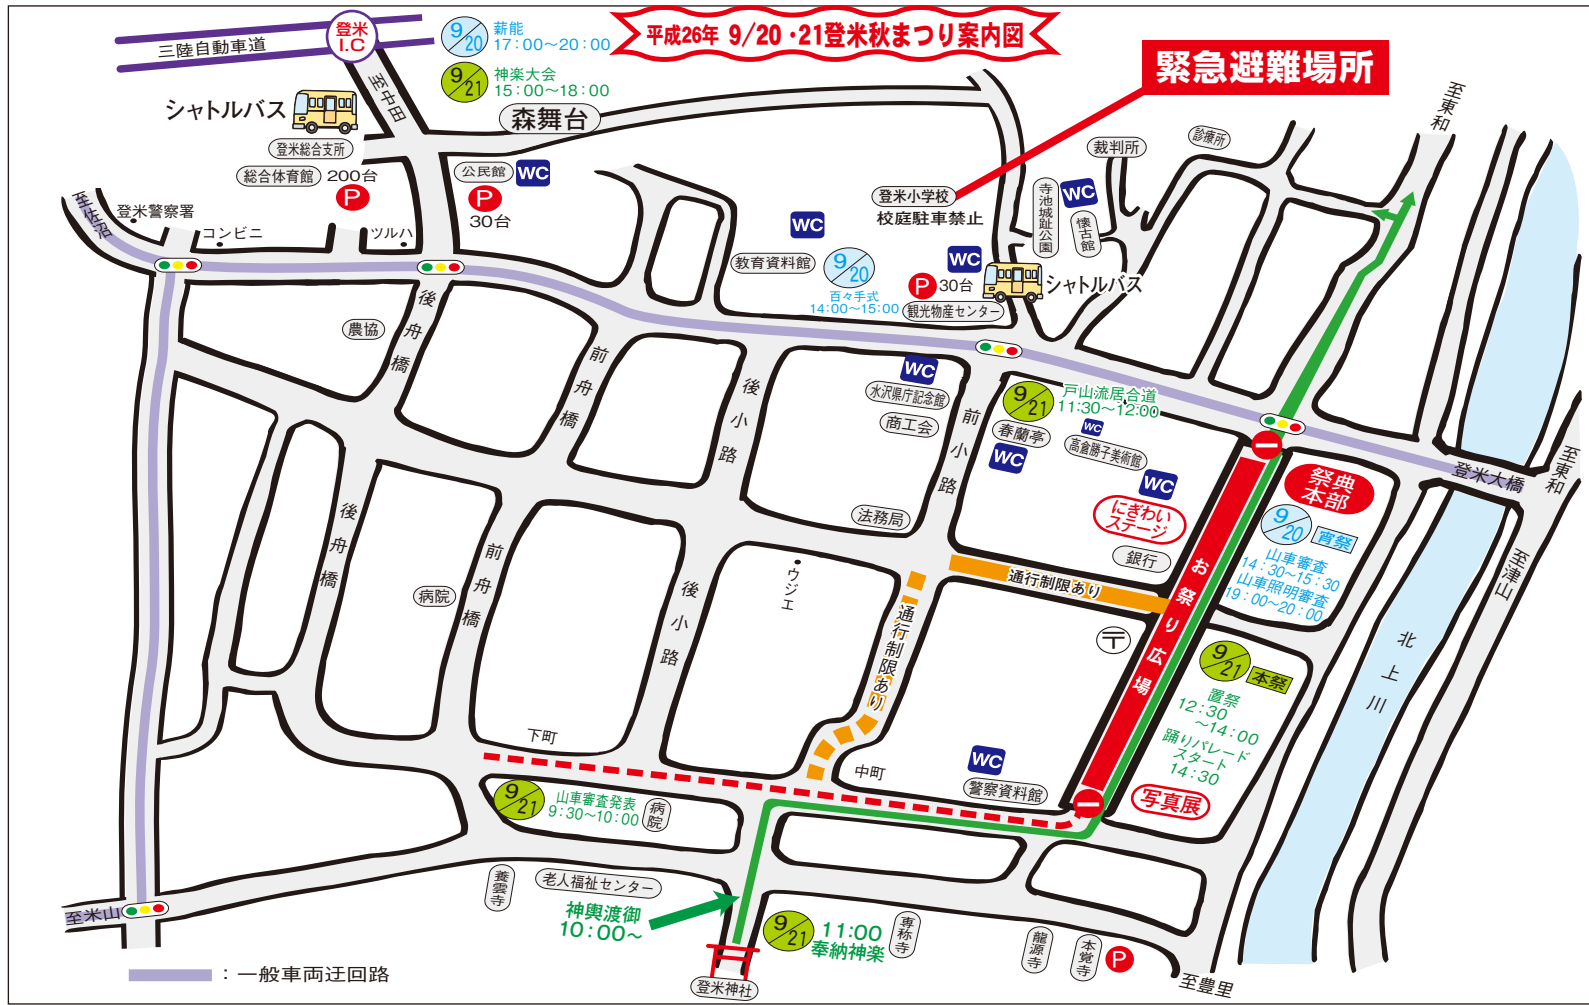 平成26年 9/20・21登米秋まつり案内図
緊急避難場所
登米
I.C
三陸自動車道
9/20
薪能
17:00～20:00
9/21
神楽大会
15:00～18:00
森舞台
至中田
シャトルバス
登米総合支所
総合体育館
200台
P
公民館
WC
P
30台
至佐沼
登米警察署
コンビニ
ツルハ
登米小学校
校庭駐車禁止
裁判所
診療所
至東和
WC
寺池城趾公園
懐古館
WC
教育資料館
9/20
百々手式
14:00～15:00
WC
P
30台
観光物産センター
シャトルバス
農協
後舟橋
前舟橋
後小路
WC
水沢県庁記念館
商工会
前小路
9/21
戸山流居合道
11:30～12:00
春蘭亭
WC
WC
高倉勝子美術館
WC
にぎわい
ステージ
銀行
法務局
祭典
本部
9/20
宵祭
山車審査
14:30～15:30
山車照明審査
19:00～20:00
登米大橋
至東和
至津山
北上川
後舟橋
前舟橋
病院
後小路
ウジエ
通行制限あり
通行制限あり
お祭り広場
〒
9/21
本祭
置祭
12:30
～14:00
踊りパレード
スタート
14:30
写真展
下町
中町
WC
警察資料館
9/21
山車審査発表
9:30～10:00
病院
養雲寺
老人福祉センター
神輿渡御
10:00～
9/21
11:00
奉納神楽
専称寺
龍源寺
本覚寺
P
至豊里
登米神社
至米山
：一般車両迂回路